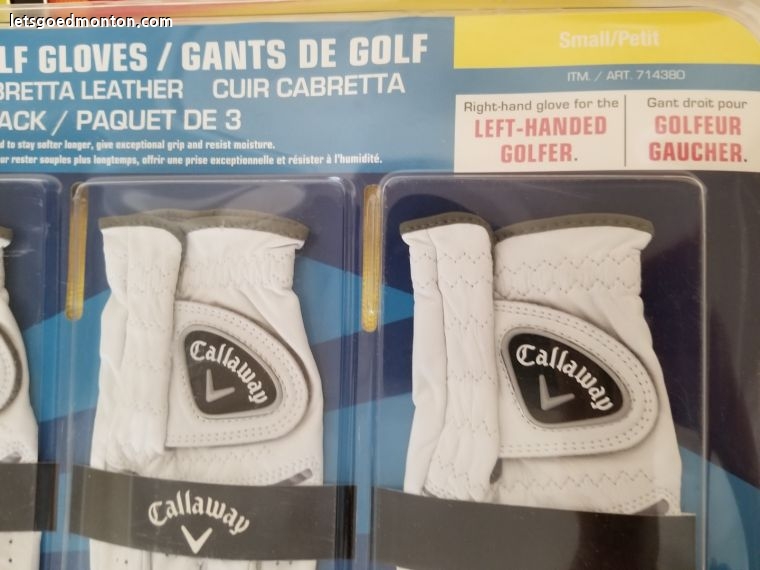 letsgoedmonton.com
LF GLOVES / GANTS DE GOLF
BRETTA LEATHER CUIR CABRETTA
ACK / PAQUET DE 3
d to stay softer longer, give exceptional grip and resist moisture.
ur rester souples plus longtemps, offrir une prise exceptionnelle et résister à l'humidité.
Small/Petit
ITM. / ART. 714380
Right-hand glove for the
LEFT-HANDED
GOLFER.
Gant droit pour
GOLFEUR
GAUCHER.
Callaway
Callaway
Callaway